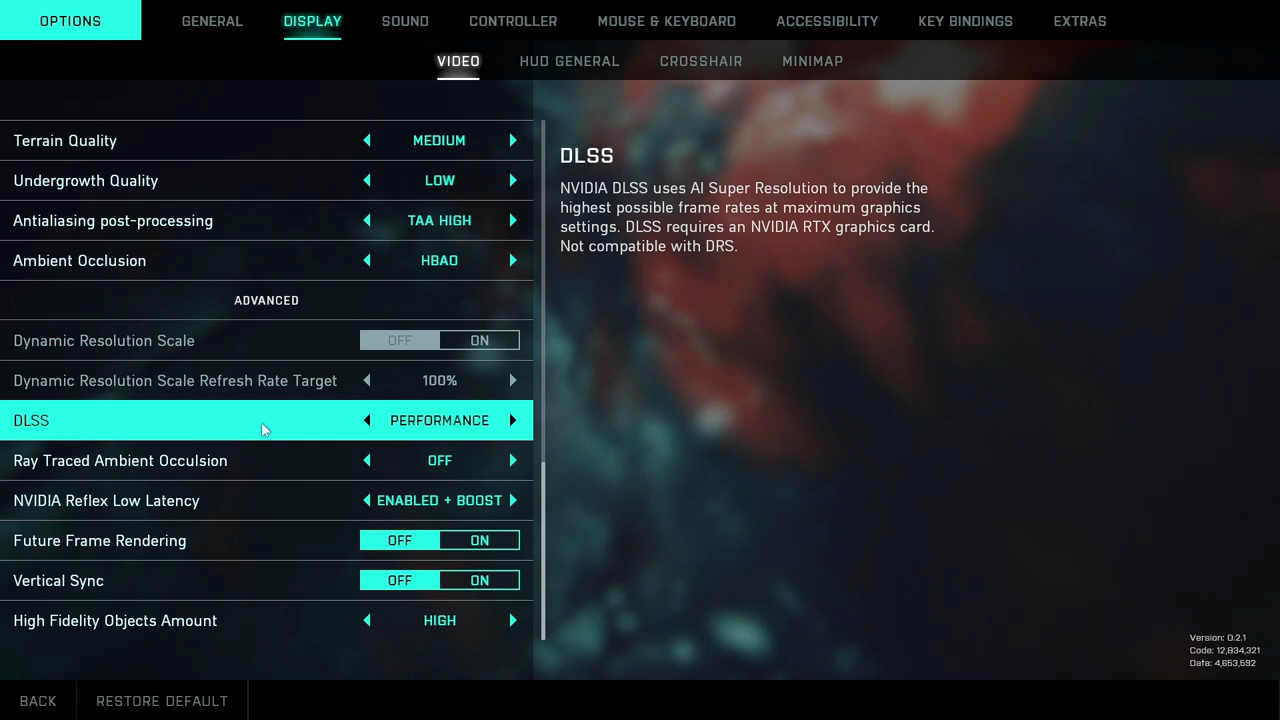 OPTIONS GENERAL DISPLAY SOUND CONTROLLER MOUSE & KEYBOARD ACCESSIBILITY KEY BINDINGS EXTRAS
VIDEO HUD GENERAL CROSSHAIR MINIMAP
Terrain Quality MEDIUM
Undergrowth Quality LOW
Antialiasing post-processing TAA HIGH
Ambient Occlusion HBAO
ADVANCED
Dynamic Resolution Scale OFF ON
Dynamic Resolution Scale Refresh Rate Target 100%
DLSS PERFORMANCE
Ray Traced Ambient Occulsion OFF
NVIDIA Reflex Low Latency ENABLED + BOOST
Future Frame Rendering OFF ON
Vertical Sync OFF ON
High Fidelity Objects Amount HIGH
DLSS
NVIDIA DLSS uses AI Super Resolution to provide the
highest possible frame rates at maximum graphics
settings. DLSS requires an NVIDIA RTX graphics card.
Not compatible with DRS.
Version: 0.2.1
Code: 12,834,321
Data: 4,653,592
BACK RESTORE DEFAULT